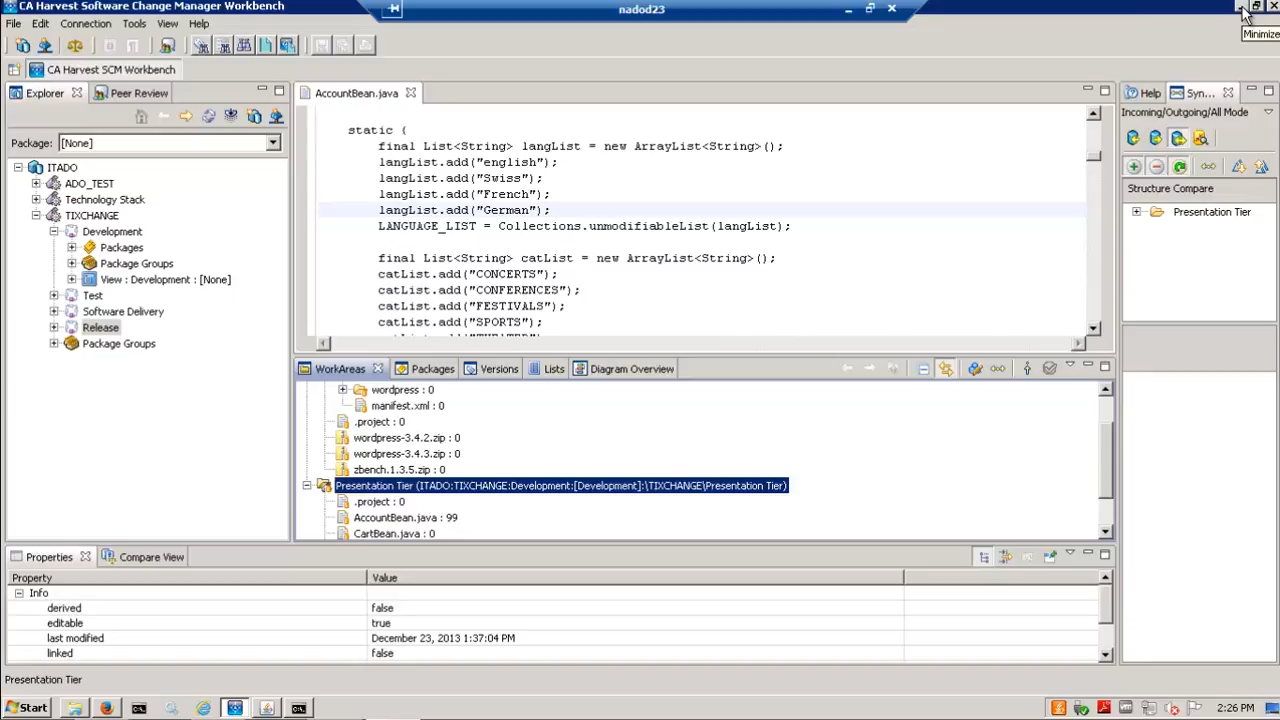 CA Harvest Software Change Manager Workbench
nadod23
File Edit Connection Tools View Help
Minimize
CA Harvest SCM Workbench
Explorer
Peer Review
Package: [None]
ITADO
ADO_TEST
Technology Stack
TIXCHANGE
Development
Packages
Package Groups
View : Development : [None]
Test
Software Delivery
Release
Package Groups
AccountBean.java
static {
final List<String> langList = new ArrayList<String>();
langList.add("english");
langList.add("Swiss");
langList.add("French");
langList.add("German");
LANGUAGE_LIST = Collections.unmodifiableList(langList);
final List<String> catList = new ArrayList<String>();
catList.add("CONCERTS");
catList.add("CONFERENCES");
catList.add("FESTIVALS");
catList.add("SPORTS");
Help
Syn...
Incoming/Outgoing/All Mode
Structure Compare
Presentation Tier
WorkAreas
Packages
Versions
Lists
Diagram Overview
wordpress : 0
manifest.xml : 0
.project : 0
wordpress-3.4.2.zip : 0
wordpress-3.4.3.zip : 0
zbench.1.3.5.zip : 0
Presentation Tier (ITADO:TIXCHANGE:Development:[Development]:\TIXCHANGE\Presentation Tier)
.project : 0
AccountBean.java : 99
CartBean.java : 0
Properties
Compare View
Property Value
Info
derived false
editable true
last modified December 23, 2013 1:37:04 PM
linked false
Presentation Tier
Start
2:26 PM